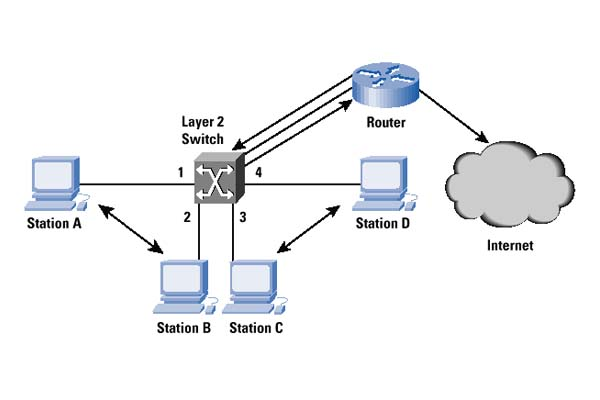 Layer 2
Switch
Router
1
4
Station A
2
3
Station D
Internet
Station B
Station C